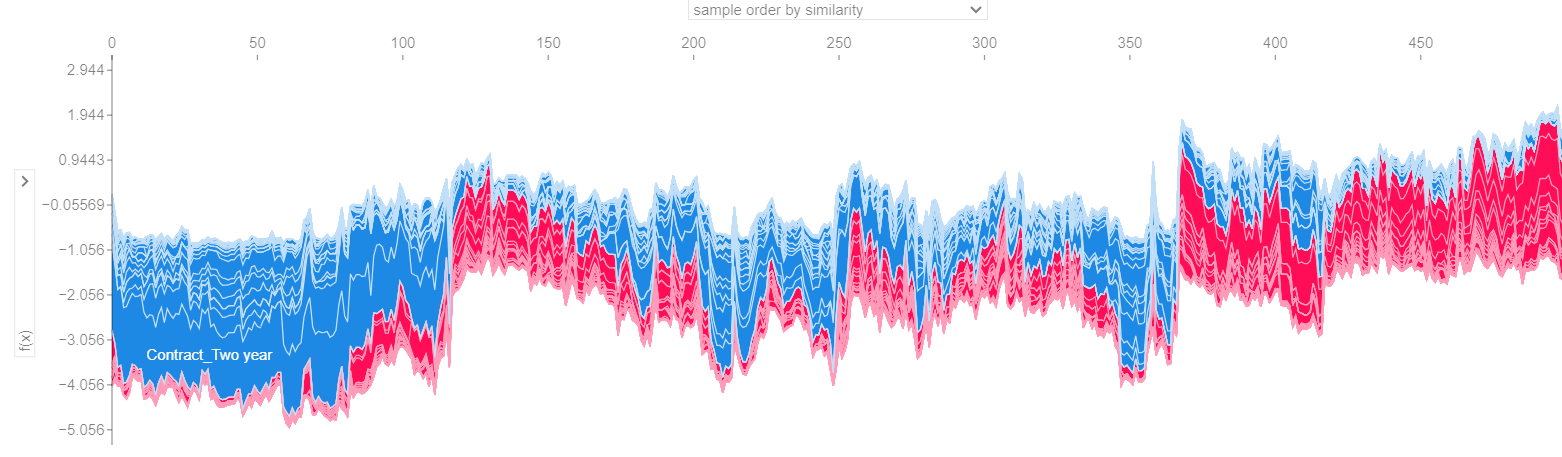 sample order by similarity
0 50 100 150 200 250 300 350 400 450
2.944
1.944
0.9443
−0.05569
−1.056
−2.056
−3.056
−4.056
−5.056
f(x)
Contract_Two year